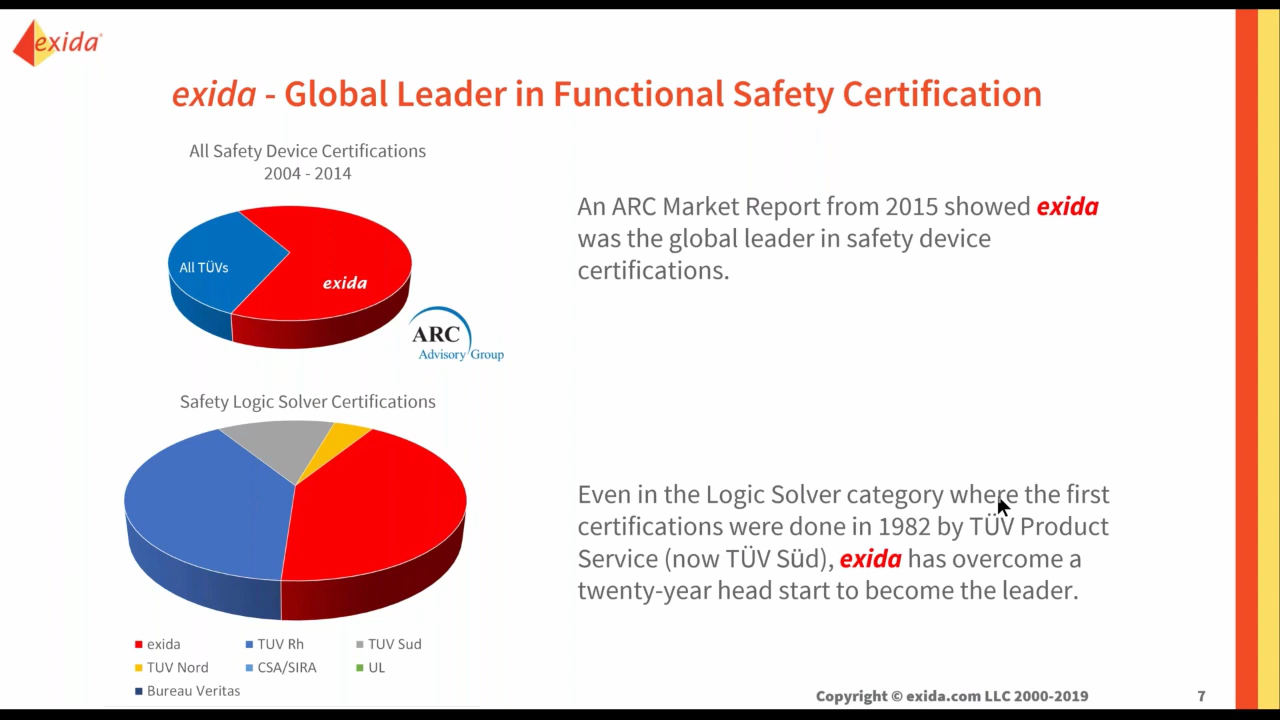 exida
exida - Global Leader in Functional Safety Certification
All Safety Device Certifications
2004 - 2014
All TÜVs
exida
ARC
Advisory Group
An ARC Market Report from 2015 showed exida
was the global leader in safety device
certifications.
Safety Logic Solver Certifications
Even in the Logic Solver category where the first
certifications were done in 1982 by TÜV Product
Service (now TÜV Süd), exida has overcome a
twenty-year head start to become the leader.
exida TUV Rh TUV Sud
TUV Nord CSA/SIRA UL
Bureau Veritas
Copyright © exida.com LLC 2000-2019 7